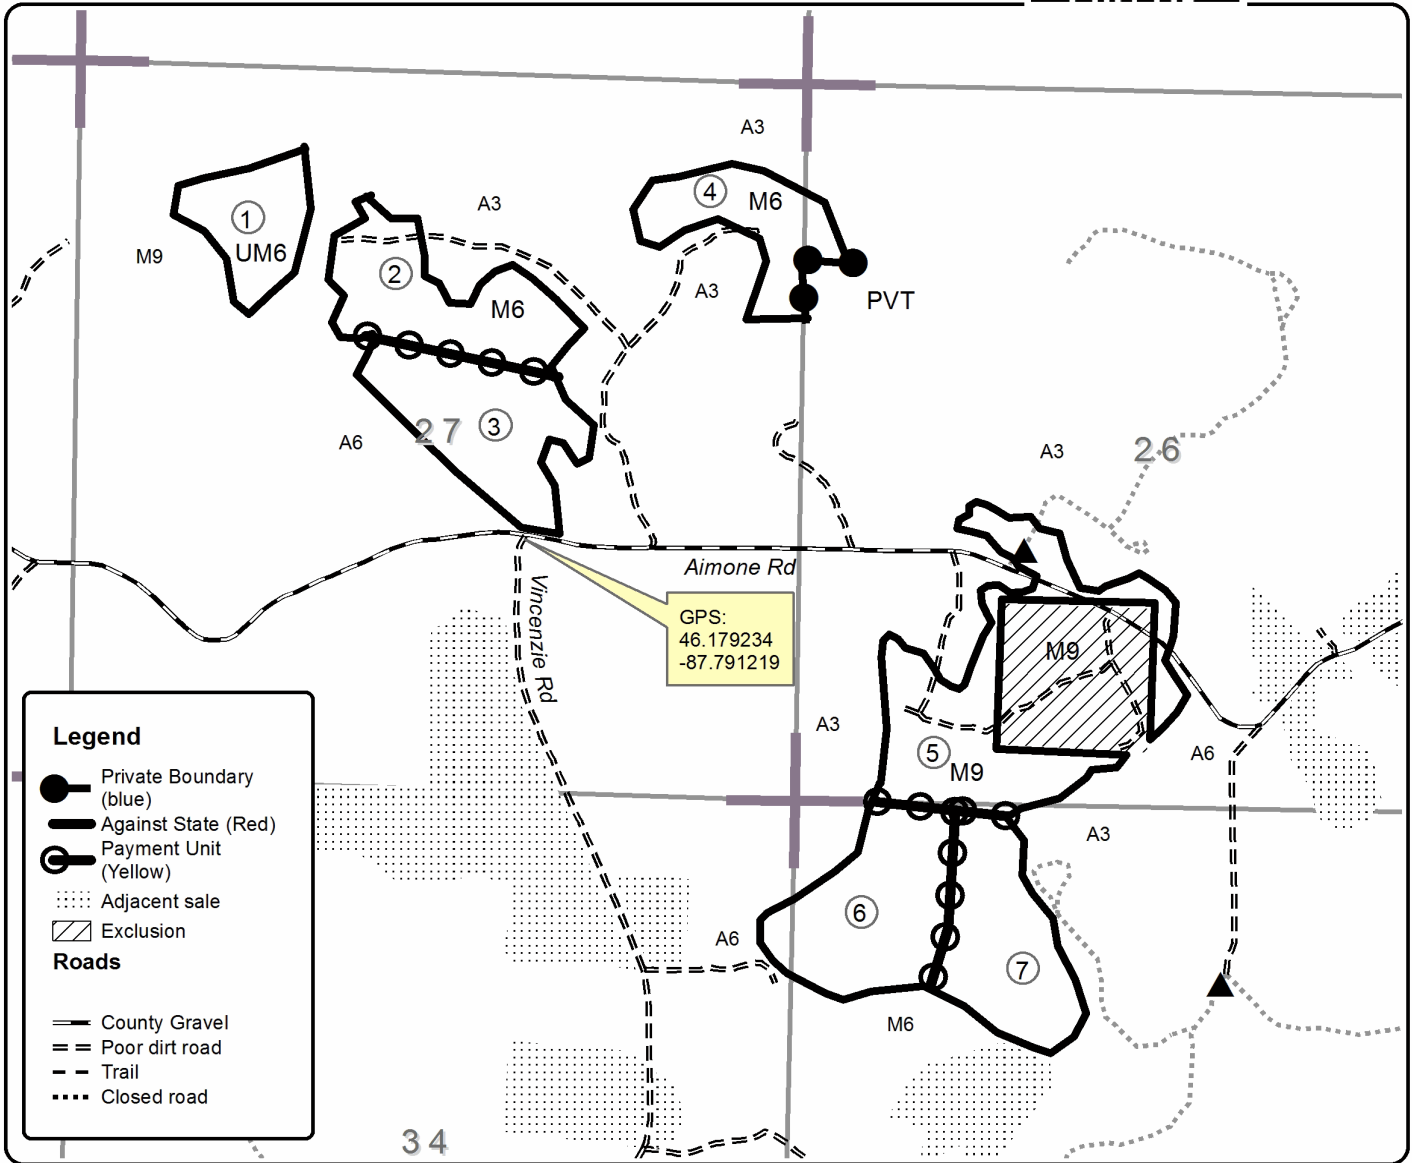 A3
A3
4
M6
1
UM6
M9
2
A3
M6
PVT
27
3
A6
A3
26
Aimone Rd
Vincenzie Rd
GPS:
46.179234
-87.791219
M9
A3
5
M9
A6
A3
6
A6
7
M6
34
Legend
Private Boundary
(blue)
Against State (Red)
Payment Unit
(Yellow)
Adjacent sale
Exclusion
Roads
County Gravel
Poor dirt road
Trail
Closed road